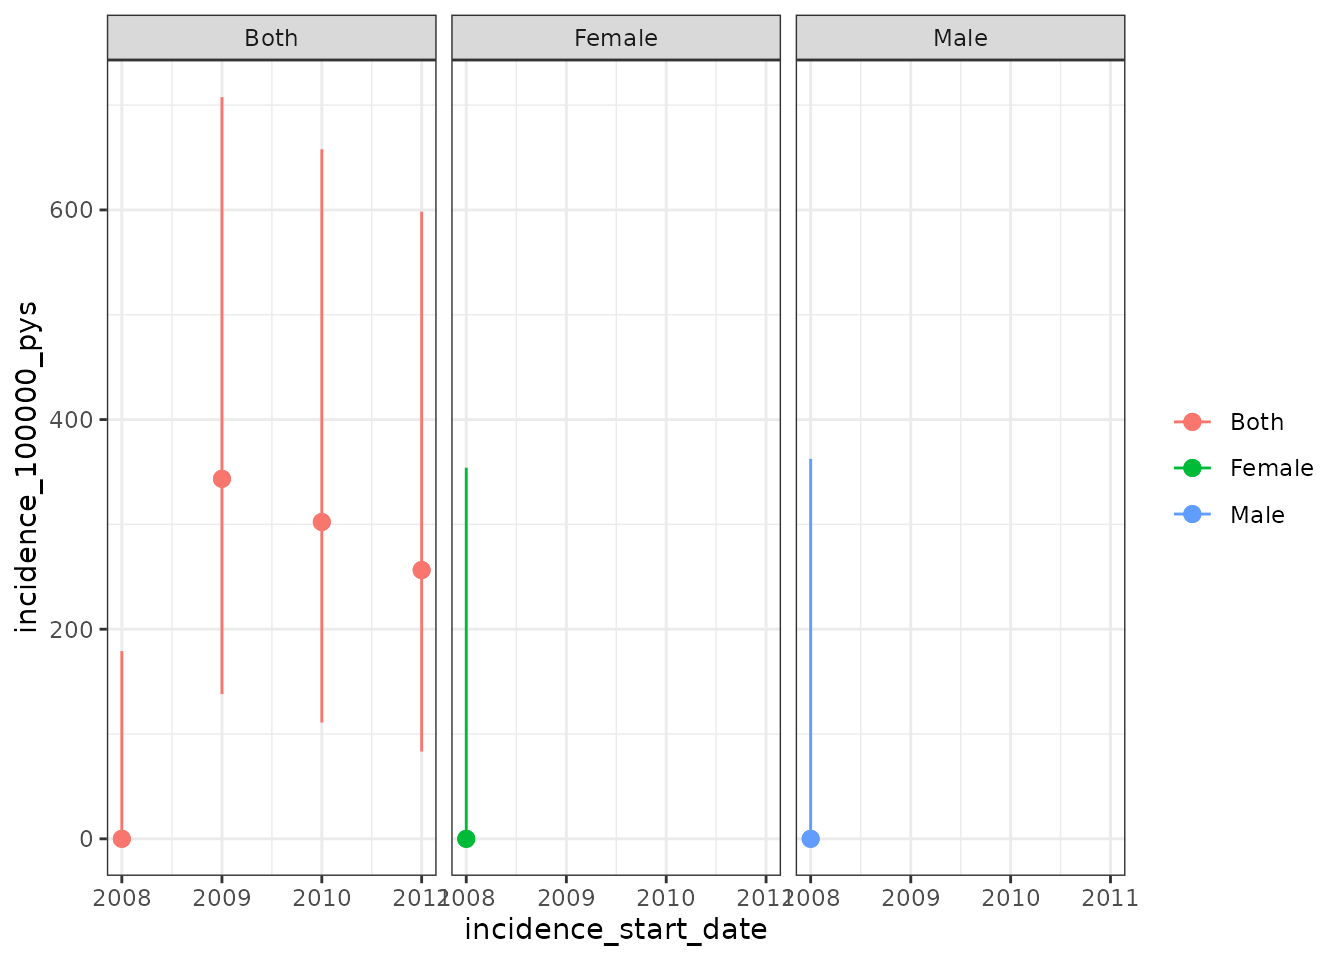 Both Female Male
incidence_100000_pys
600
400
200
0
2008 2009 2010 2011 2008 2009 2010 2011 2008 2009 2010 2011
incidence_start_date
Both
Female
Male